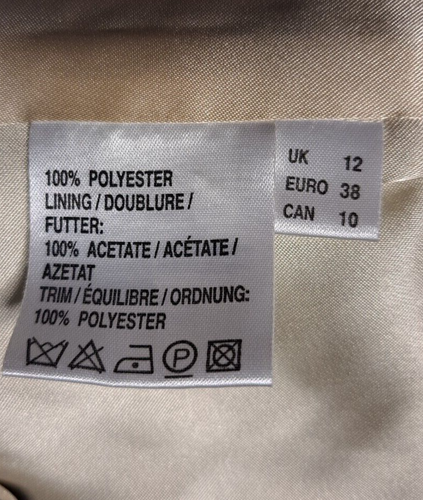 100% POLYESTER
LINING / DOUBLURE /
FUTTER:
100% ACETATE / ACÉTATE /
AZETAT
TRIM / ÉQUILIBRE / ORDNUNG:
100% POLYESTER
P
UK 12
EURO 38
CAN 10